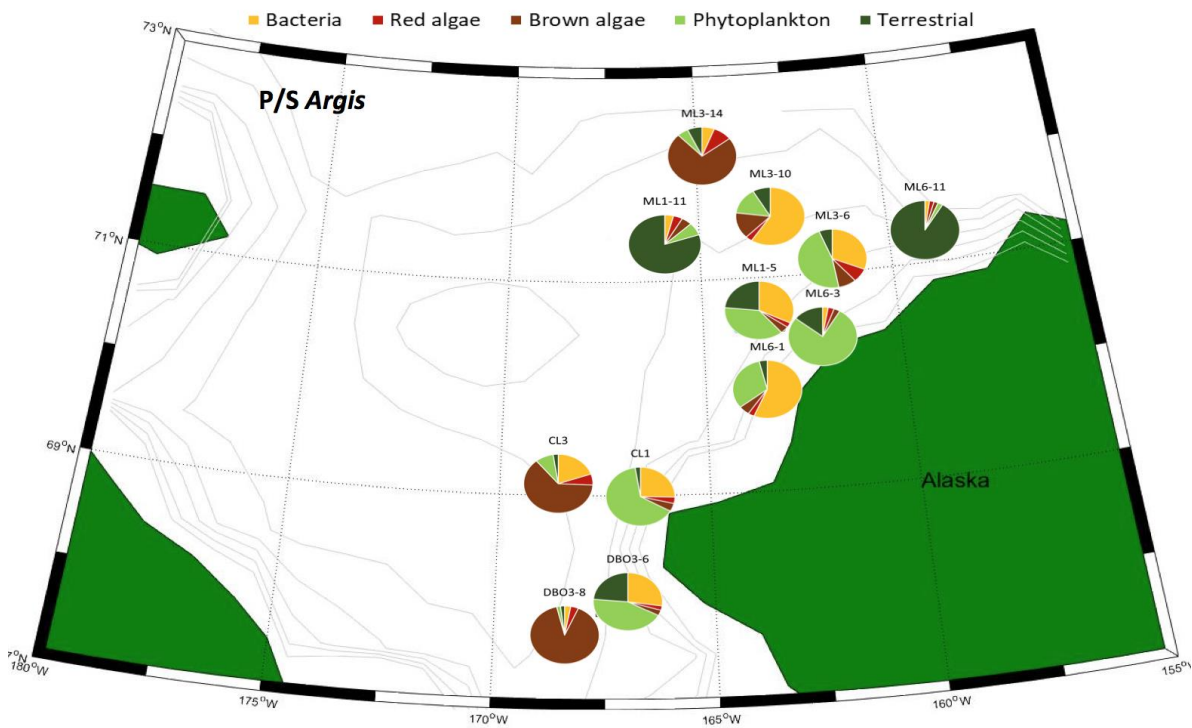 Bacteria Red algae Brown algae Phytoplankton Terrestrial
73°N
P/S Argis
ML3-14
ML3-10
ML6-11
ML1-11
ML3-6
71°N
ML1-5
ML6-3
ML6-1
CL3
CL1
69°N
Alaska
DBO3-6
DBO3-8
7°N
180°W
175°W
170°W
165°W
160°W
155°W